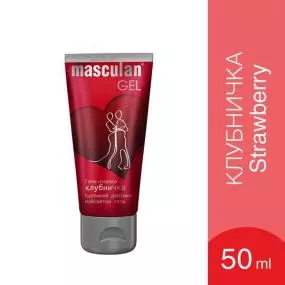 masculan
GEL
Гель-смазка
клубничка
КЛУБНИЧКА
Strawberry
50 ml